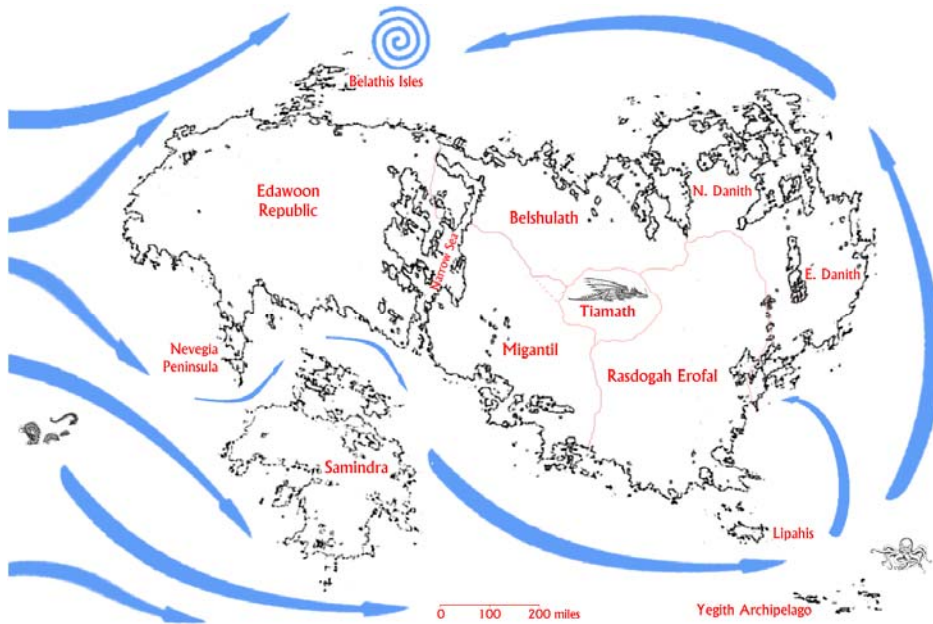 Belathis Isles
Edawoon
Republic
N. Danith
Belshulath
Narrow Sea
E. Danith
Tiamath
Nevegia
Peninsula
Migantil
Rasdogah Erofal
Samindra
Lipahis
Yegith Archipelago
0 100 200 miles